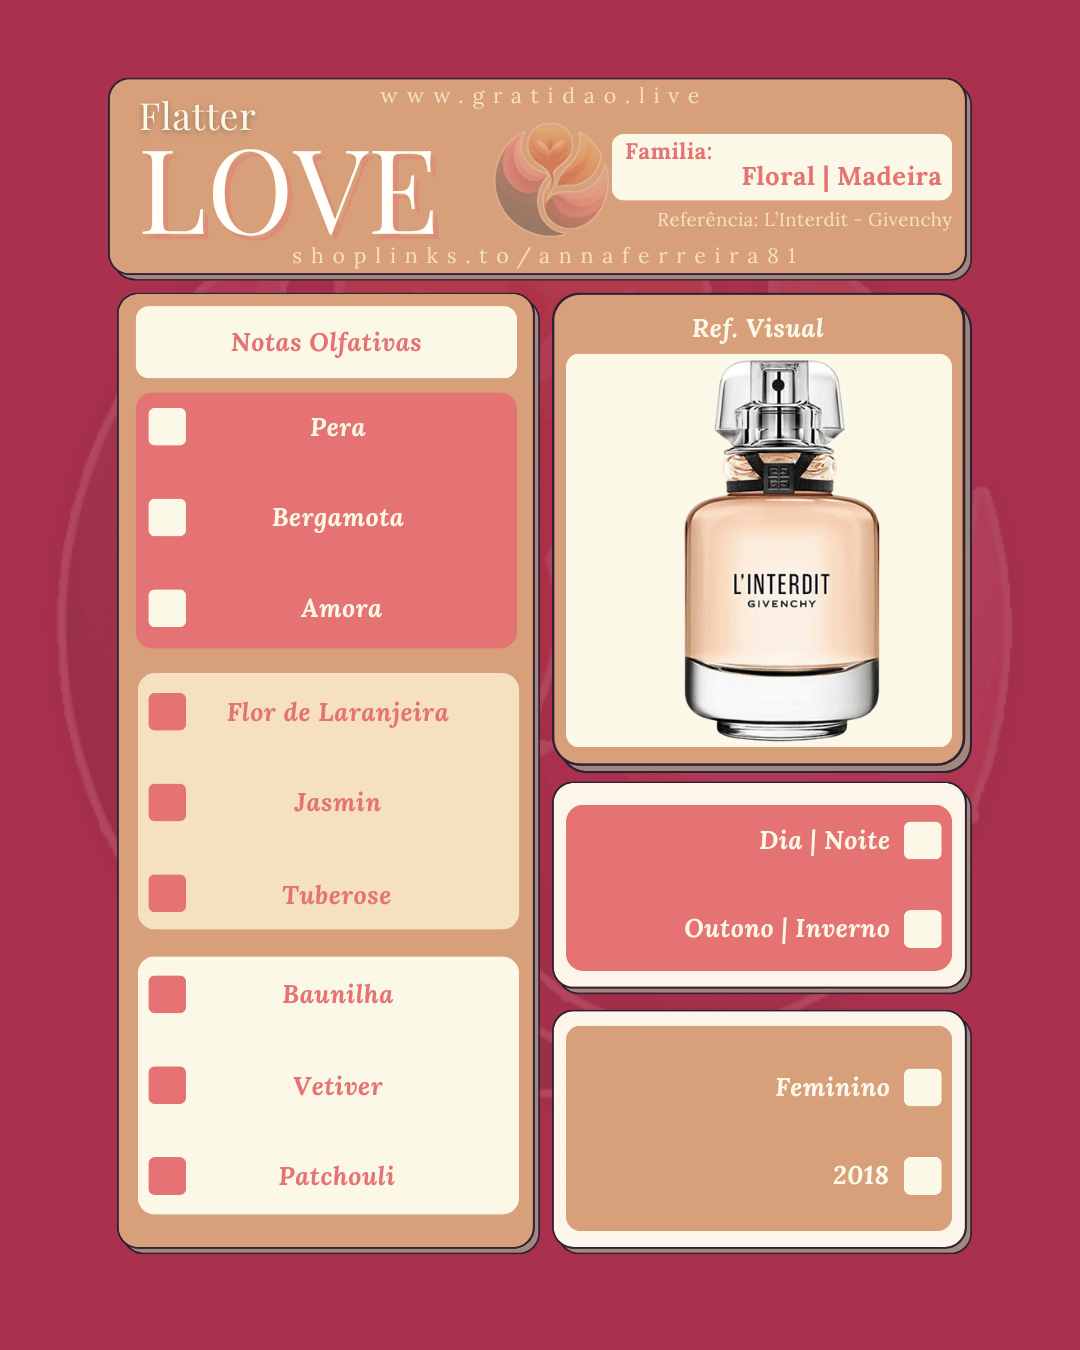 www.gratidao.live
Flatter
LOVE
Familia:
Floral | Madeira
Referência: L'Interdit - Givenchy
shoplinks.to/annaferreira81
Notas Olfativas
Pera
Bergamota
Amora
Flor de Laranjeira
Jasmin
Tuberose
Baunilha
Vetiver
Patchouli
Ref. Visual
L'INTERDIT
GIVENCHY
Dia | Noite
Outono | Inverno
Feminino
2018